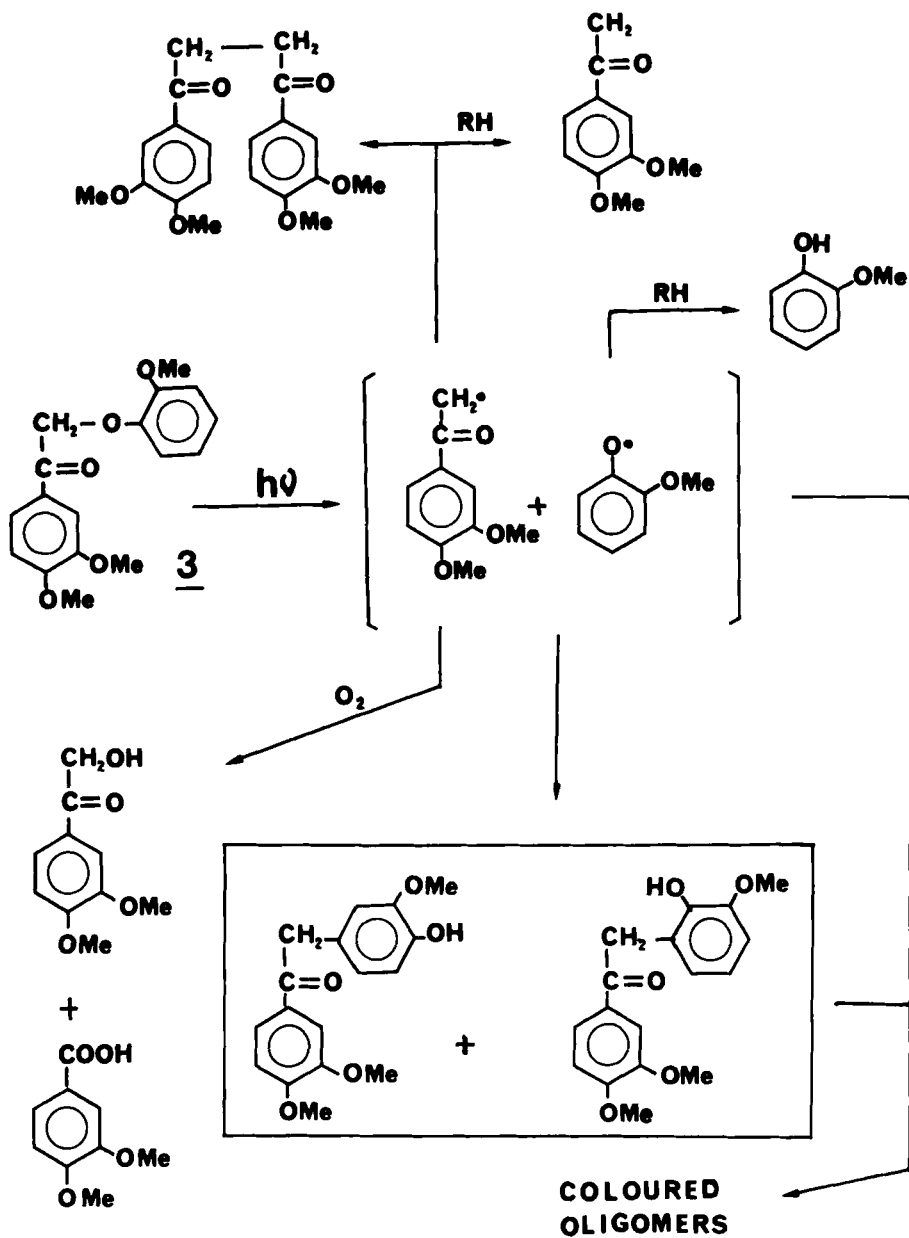 CH₂ — CH₂
C=O C=O
MeO OMe
OMe OMe
RH
CH₂
C=O
OMe
OMe
RH
OH
OMe
OMe
CH₂-O
C=O
OMe
OMe
3
hν
CH₂•
C=O
OMe
OMe
+
O•
OMe
O₂
CH₂OH
C=O
OMe
OMe
+
COOH
OMe
OMe
OMe
CH₂ OH
C=O
OMe
OMe
+
HO OMe
CH₂
C=O
OMe
OMe
COLOURED
OLIGOMERS